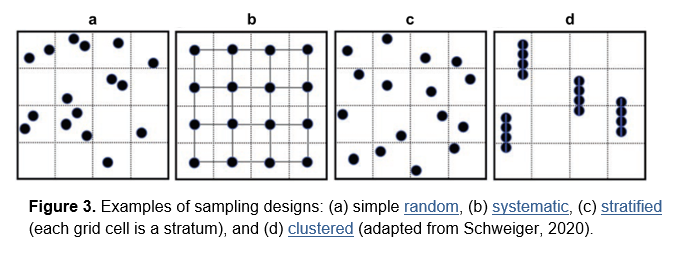 a b c d
Figure 3. Examples of sampling designs: (a) simple random, (b) systematic, (c) stratified
(each grid cell is a stratum), and (d) clustered (adapted from Schweiger, 2020).